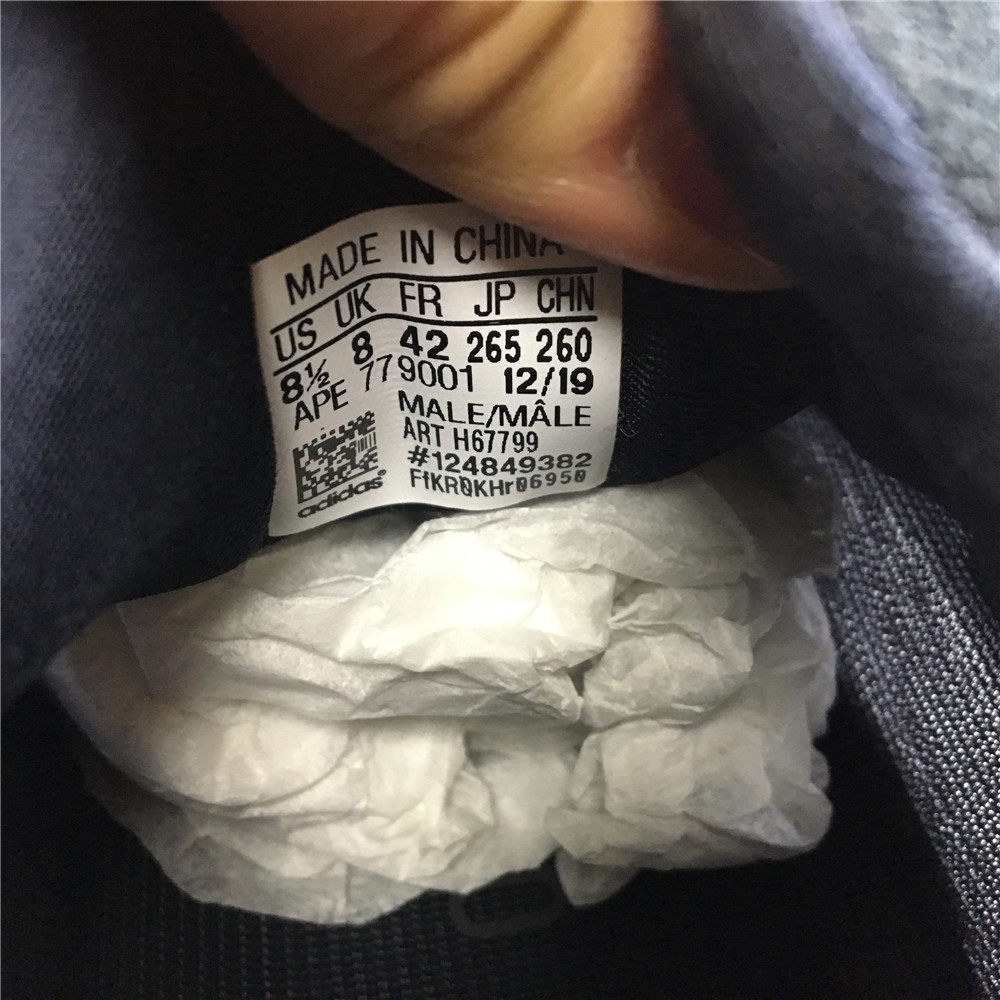 MADE IN CHINA
US UK FR JP CHN
8½ 8 42 265 260
APE 779001 12/19
MALE/MÂLE
ART H67799
#124849382
FfKR0KHr06950
adidas®